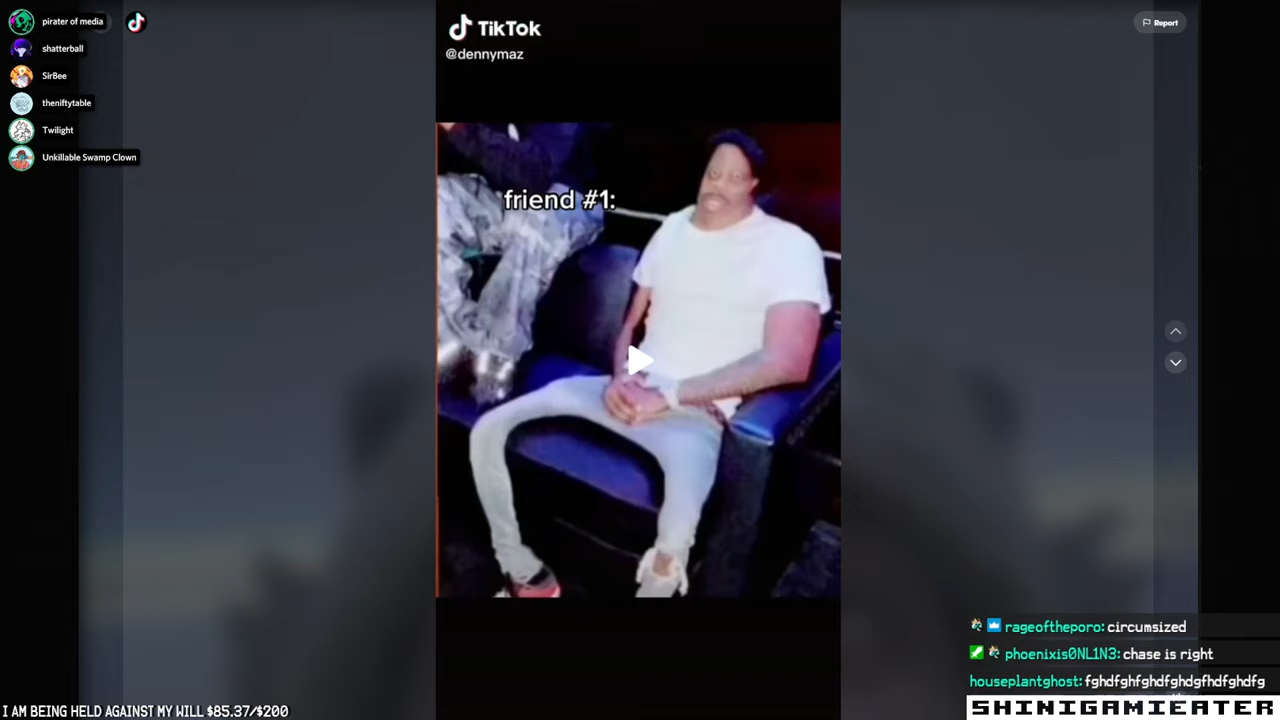 pirater of media
shatterball
SirBee
theniftytable
Twilight
Unkillable Swamp Clown
TikTok
@dennymaz
Report
friend #1:
rageoftheporo: circumsized
phoenixis0NL1N3: chase is right
houseplantghost: fghdfghfghdfghdgfhdfghdfg
I AM BEING HELD AGAINST MY WILL $85.37/$200
SHINIGAMIEATER